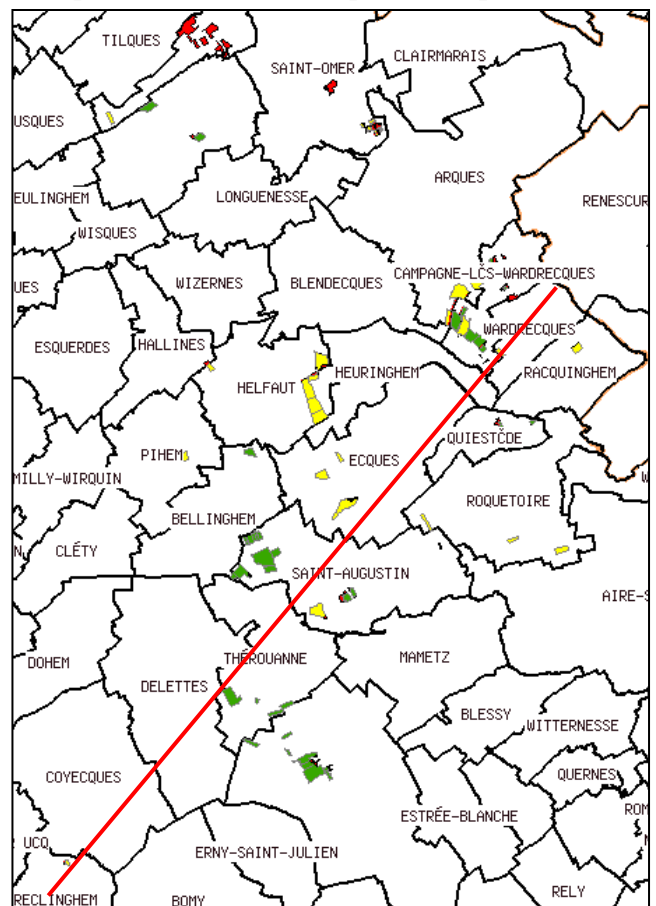 TILQUES
CLAIRMARAIS
SAINT-OMER
USQUES
ARQUES
EULINGHEM
LONGUENESSE
RENESCUR
WISQUES
CAMPAGNE-LČS-WARDRECQUES
UES
WIZERNES
BLENDECQUES
WARDRECQUES
ESQUERDES
HALLINES
HEURINGHEM
RACQUINGHEM
HELFAUT
QUIESTČDE
PIHEM
ECQUES
MILLY-WIRQUIN
ROQUETOIRE
BELLINGHEM
N
CLÉTY
SAINT-AUGUSTIN
AIRE-S
DOHEM
THÉROUANNE
MAMETZ
DELETTES
BLESSY
WITTERNESSE
COYECQUES
QUERNES
ESTRÉE-BLANCHE
ROM
UCQ
ERNY-SAINT-JULIEN
RECLINGHEM
BOMY
RELY